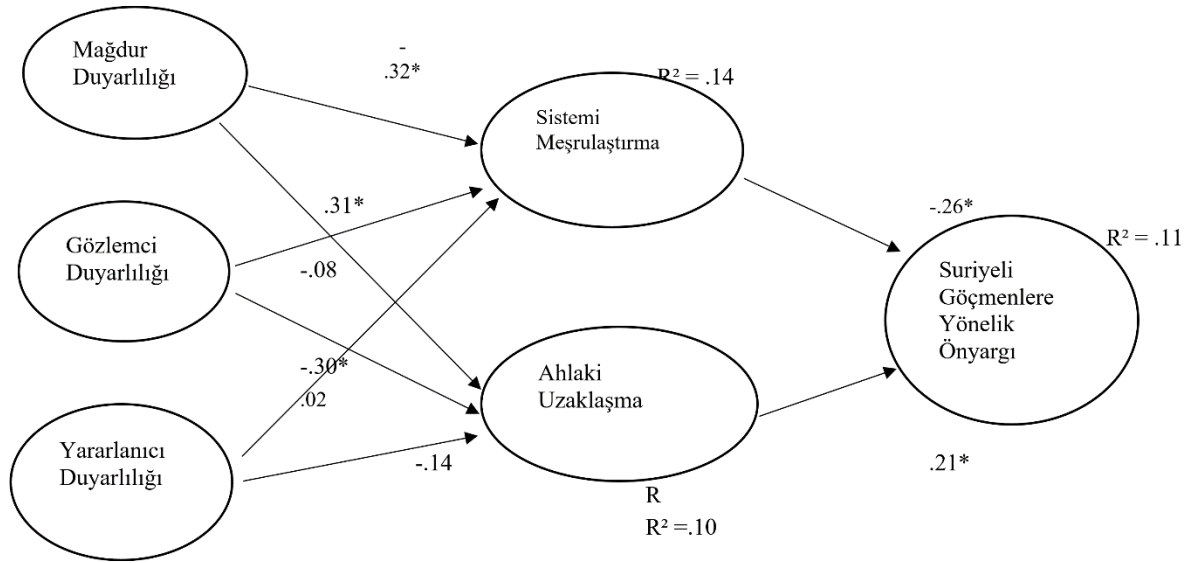 Mağdur
Duyarlılığı
-
.32*
R² = .14
Sistemi
Meşrulaştırma
.31*
-.08
Gözlemci
Duyarlılığı
-.26*
R² = .11
Suriyeli
Göçmenlere
Yönelik
Önyargı
-.30*
.02
Ahlaki
Uzaklaşma
Yararlanıcı
Duyarlılığı
-.14
.21*
R
R² =.10